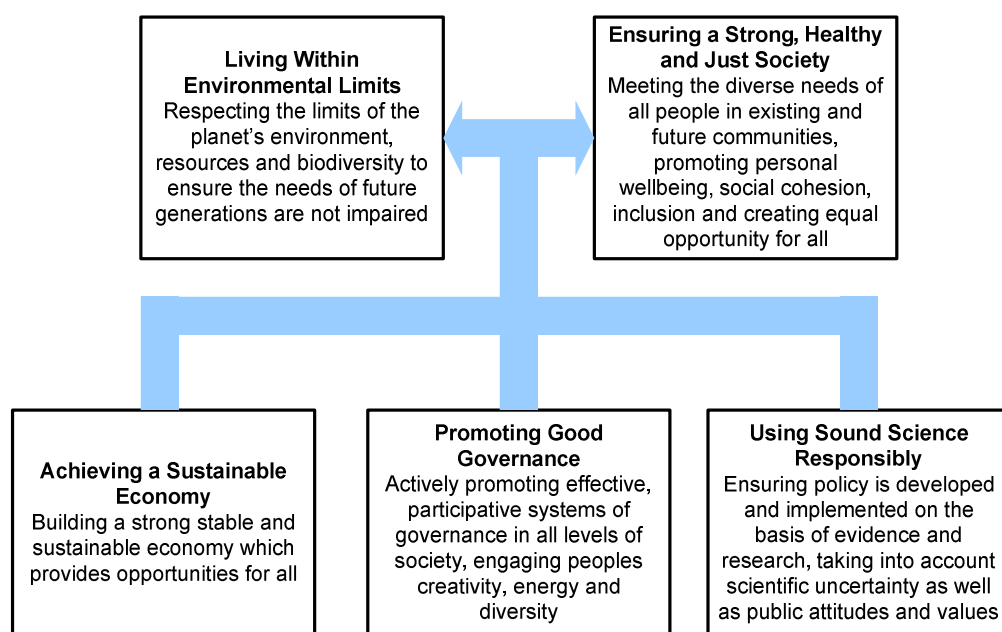 Living Within
Environmental Limits
Respecting the limits of the
planet's environment,
resources and biodiversity to
ensure the needs of future
generations are not impaired
Ensuring a Strong, Healthy
and Just Society
Meeting the diverse needs of
all people in existing and
future communities,
promoting personal
wellbeing, social cohesion,
inclusion and creating equal
opportunity for all
Achieving a Sustainable
Economy
Building a strong stable and
sustainable economy which
provides opportunities for all
Promoting Good
Governance
Actively promoting effective,
participative systems of
governance in all levels of
society, engaging peoples
creativity, energy and
diversity
Using Sound Science
Responsibly
Ensuring policy is developed
and implemented on the
basis of evidence and
research, taking into account
scientific uncertainty as well
as public attitudes and values